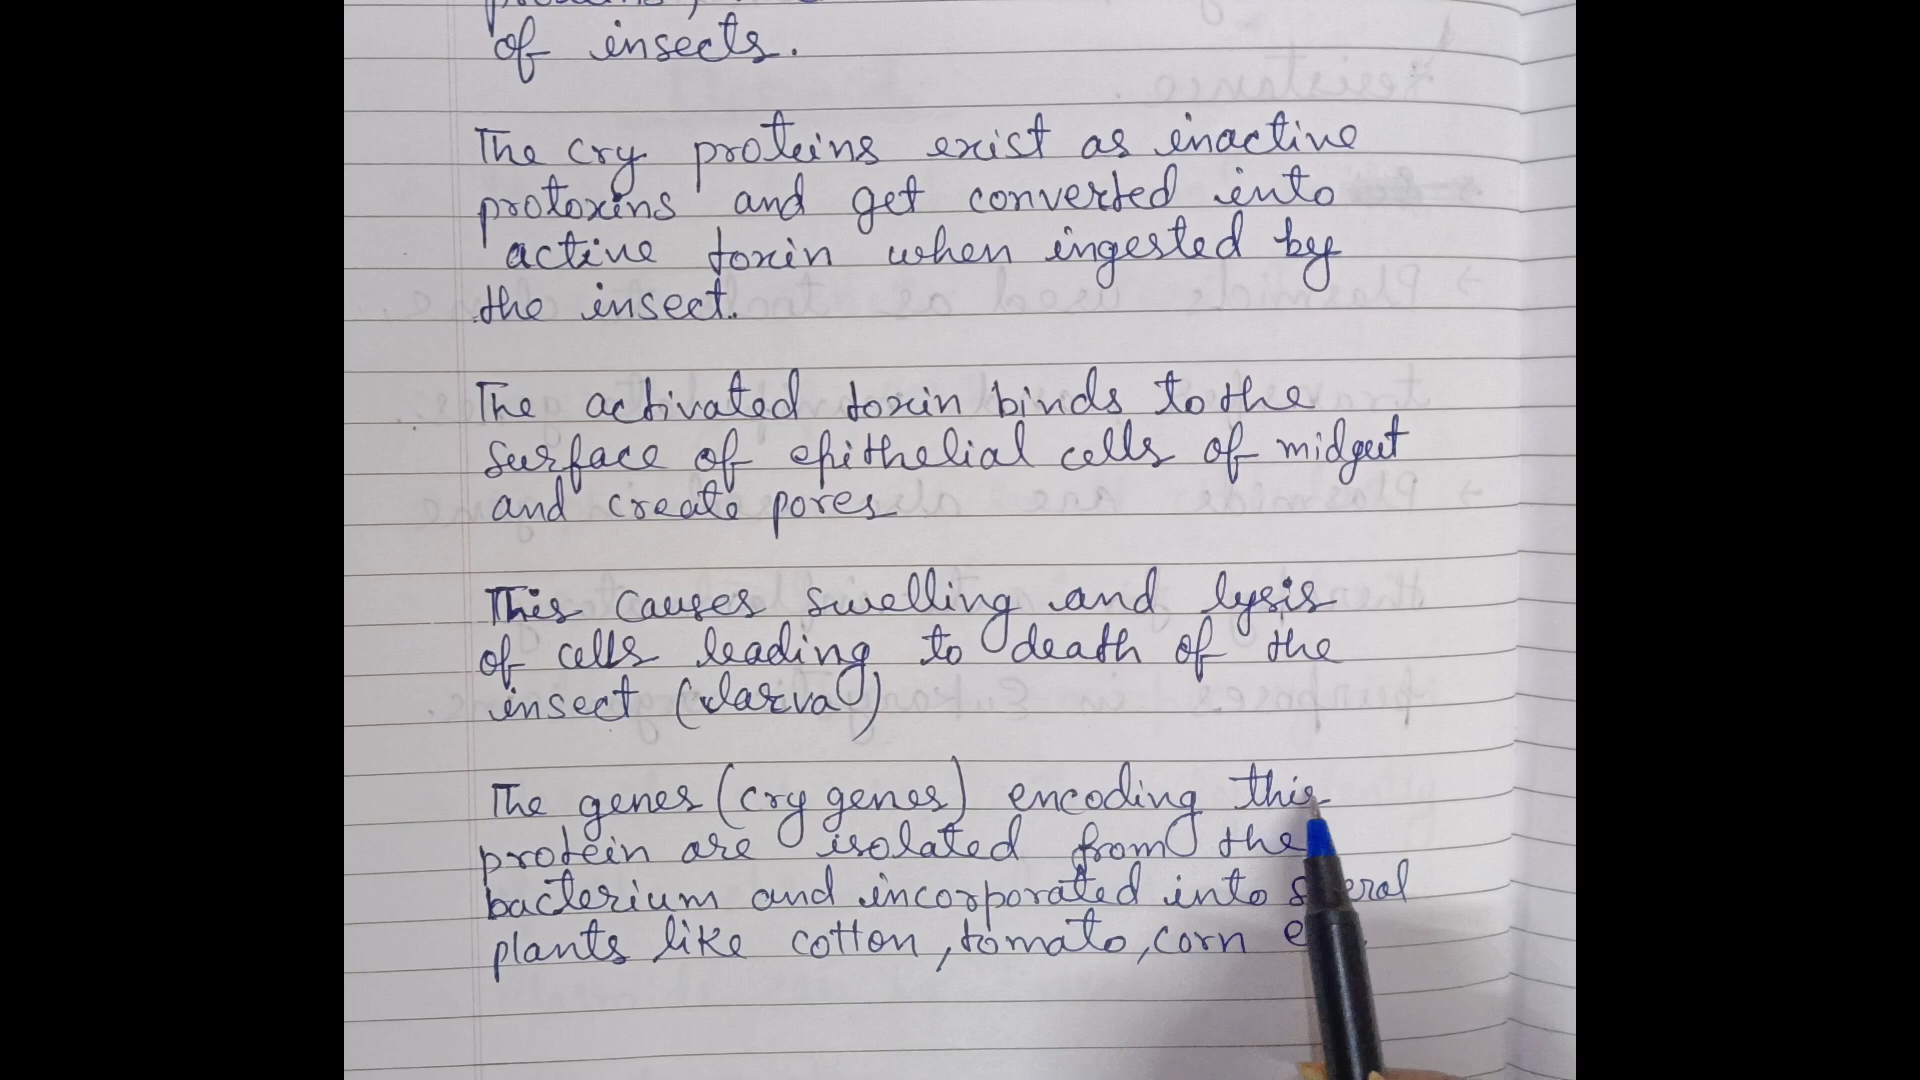 of insects.
The cry proteins exist as inactive
protoxins and get converted into
active toxin when ingested by
the insect.
The activated toxin binds to the
surface of epithelial cells of midgut
and create pores
This causes swelling and lysis
of cells leading to death of the
insect (larva)
The genes (cry genes) encoding this
protein are isolated from the
bacterium and incorporated into
plants like cotton, tomato, corn